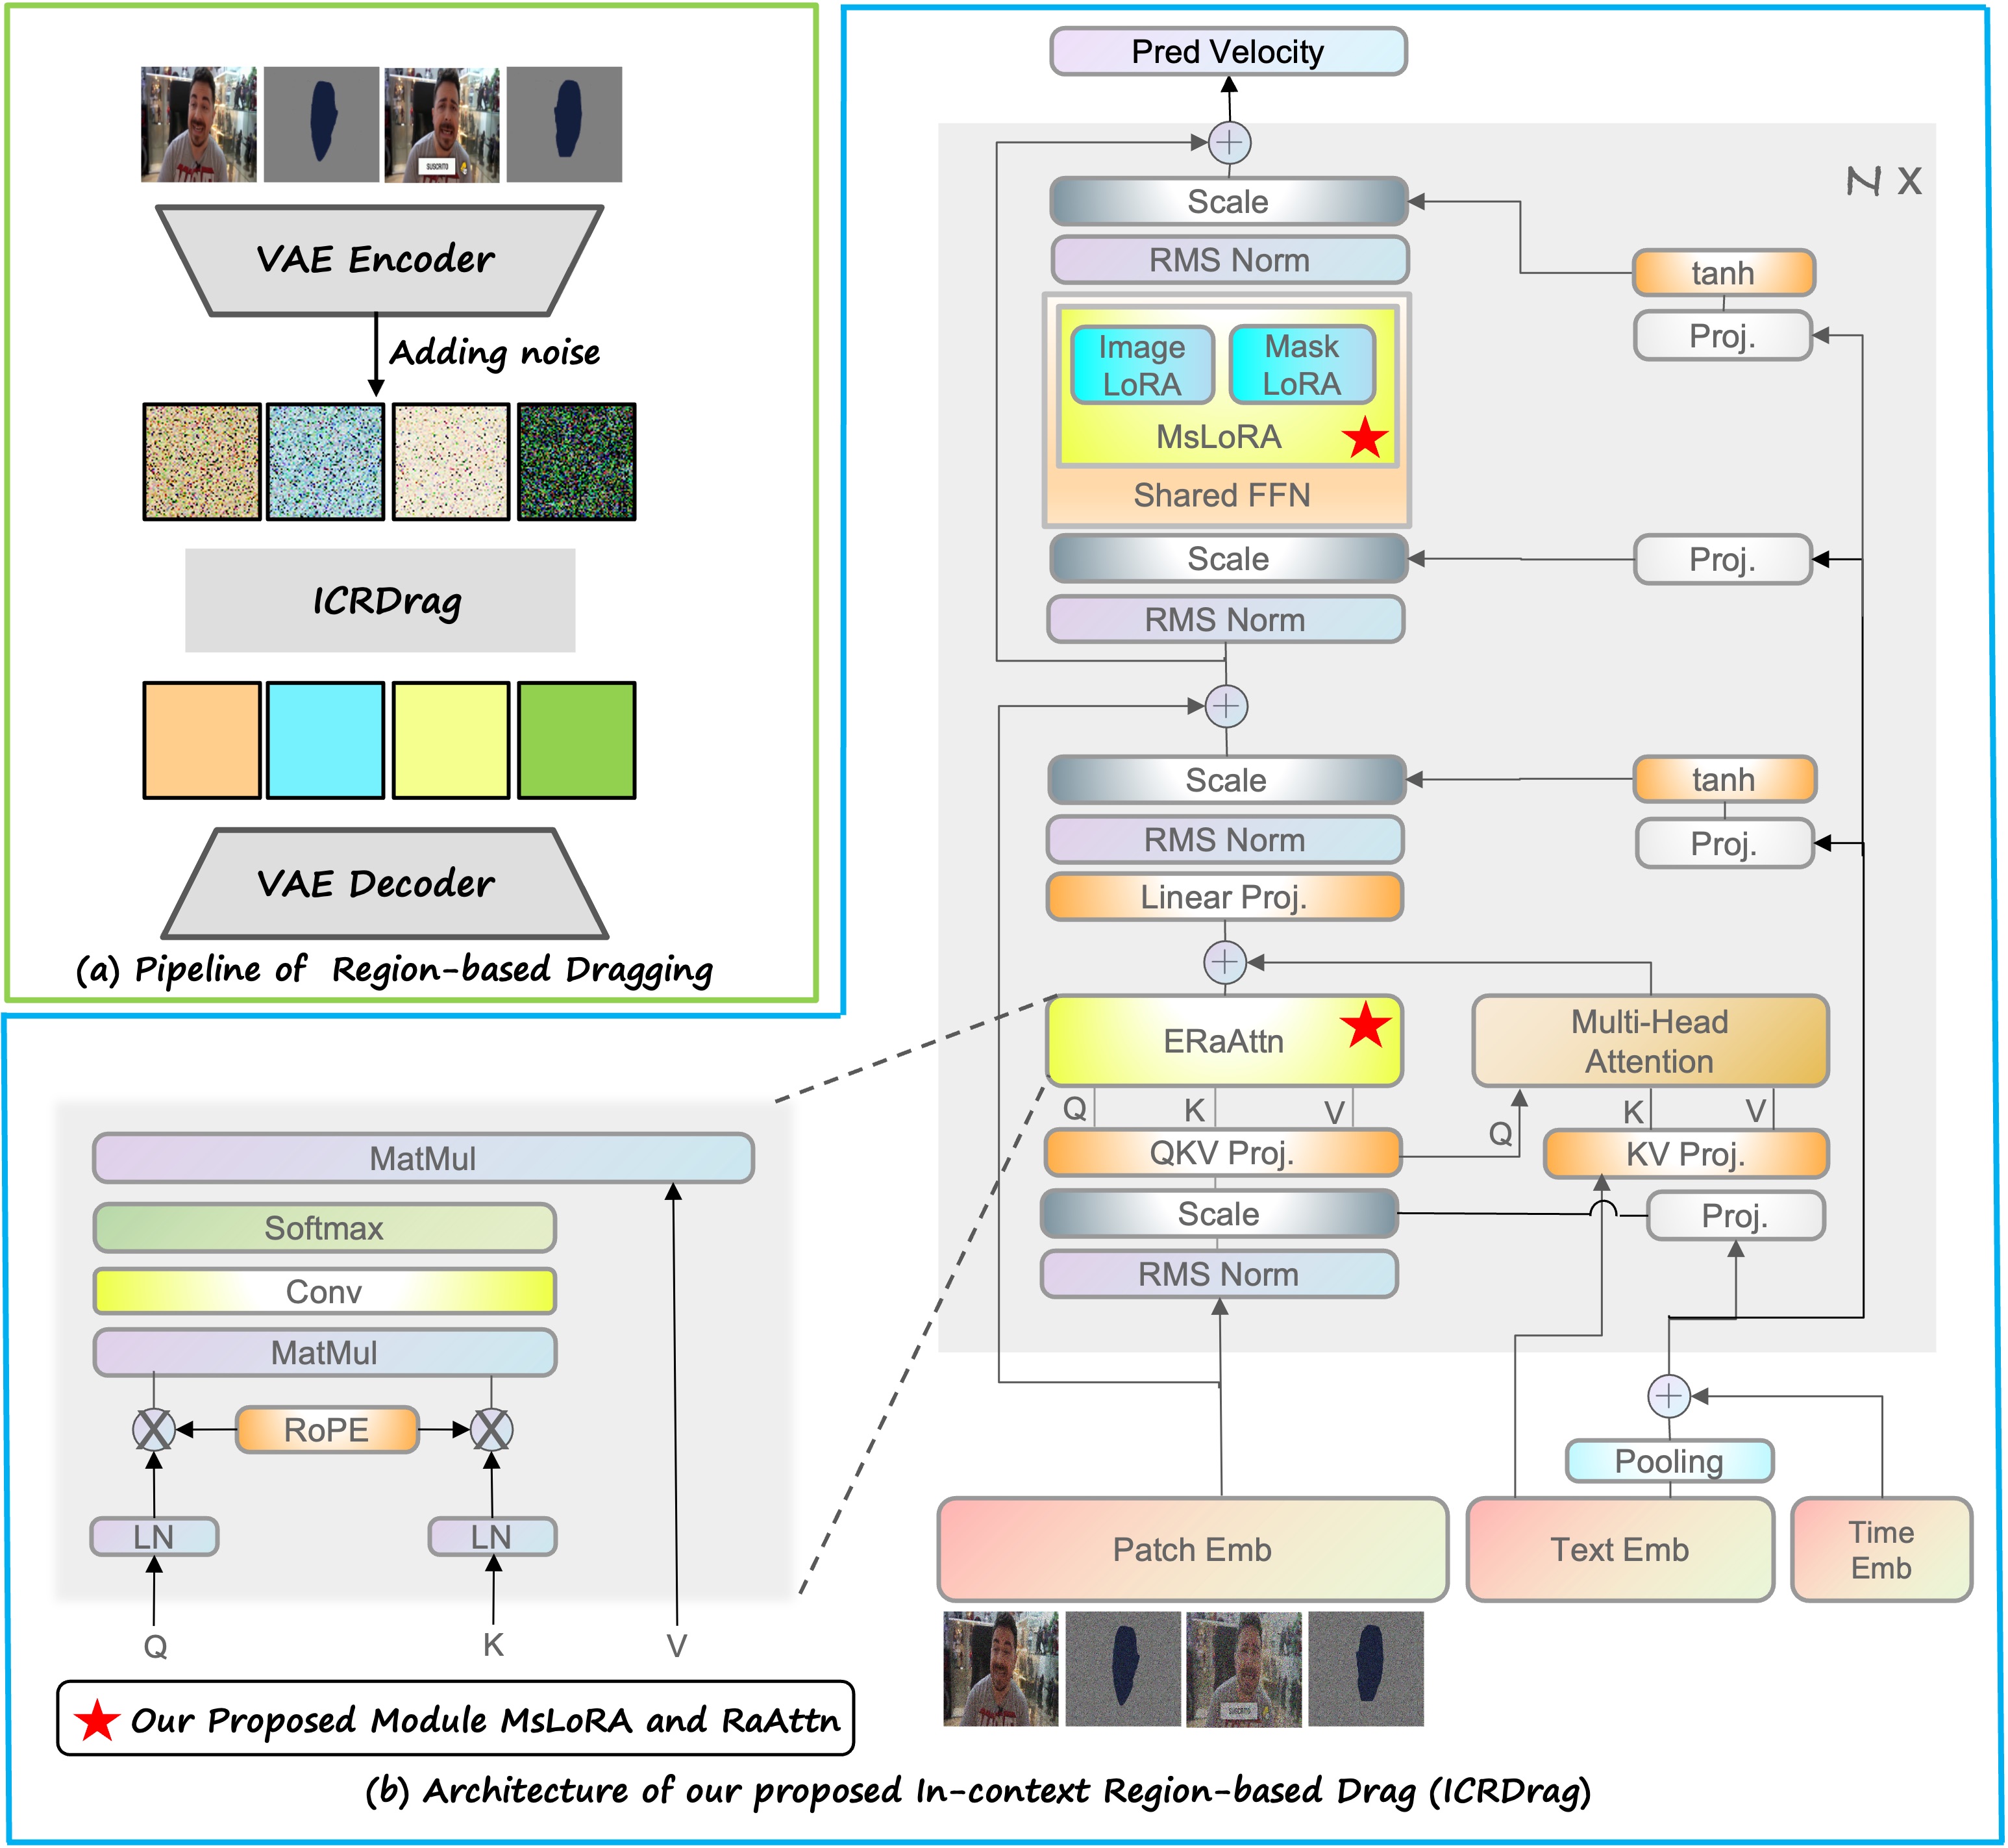 SUSCRITO
VAE Encoder
Adding noise
ICRDrag
VAE Decoder
(a) Pipeline of Region-based Dragging
Pred Velocity
N X
Scale
RMS Norm
tanh
Proj.
Image
LoRA
Mask
LoRA
MsLoRA
Shared FFN
Scale
Proj.
RMS Norm
Scale
tanh
RMS Norm
Proj.
Linear Proj.
ERaAttn
Multi-Head
Attention
Q K V
Q
K V
QKV Proj.
KV Proj.
Scale
Proj.
RMS Norm
Pooling
Patch Emb
Text Emb
Time
Emb
SUSCRITO
MatMul
Softmax
Conv
MatMul
X RoPE X
LN LN
Q K V
Our Proposed Module MsLoRA and RaAttn
(b) Architecture of our proposed In-context Region-based Drag (ICRDrag)